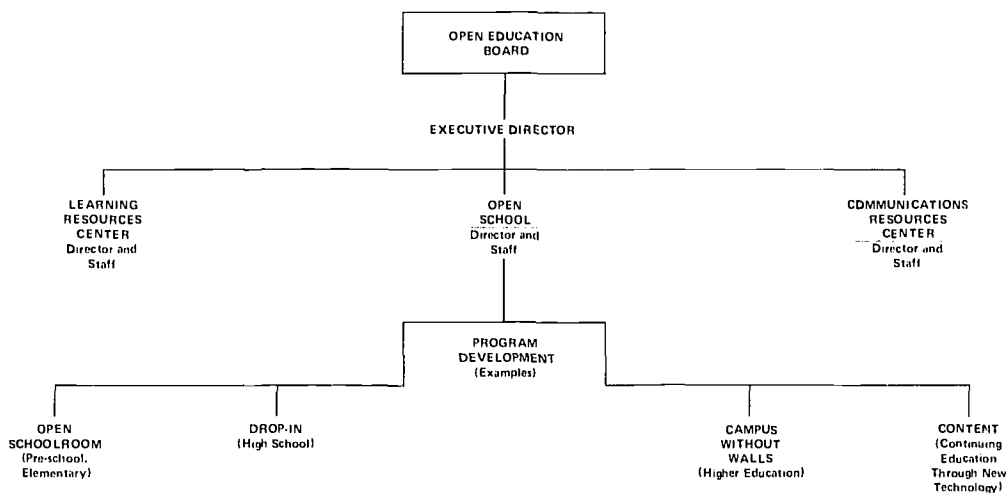 OPEN EDUCATION
BOARD
EXECUTIVE DIRECTOR
LEARNING
RESOURCES
CENTER
Director and
Staff
OPEN
SCHOOL
Director and
Staff
COMMUNICATIONS
RESOURCES
CENTER
Director and
Staff
PROGRAM
DEVELOPMENT
(Examples)
OPEN
SCHOOLROOM
(Pre-school,
Elementary)
DROP-IN
(High School)
CAMPUS
WITHOUT
WALLS
(Higher Education)
CONTENT
(Continuing
Education
Through New
Technology)